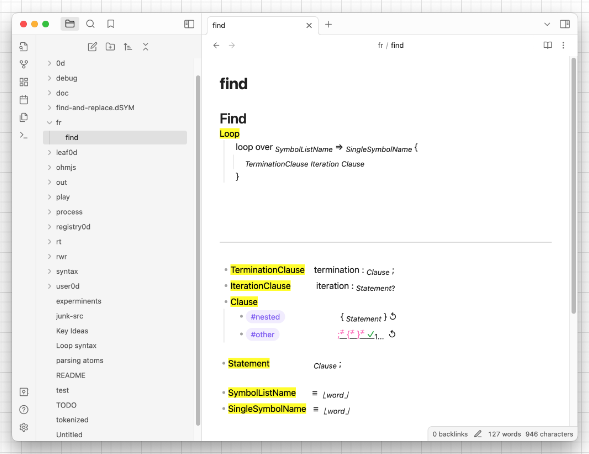 find
fr / find
0d
debug
doc
find-and-replace.dSYM
fr
find
leaf0d
ohmjs
out
play
process
registry0d
rt
rwr
syntax
user0d
experminents
junk-src
Key Ideas
Loop syntax
parsing atoms
README
test
TODO
tokenized
Untitled
find
Find
Loop
loop over SymbolListName ⇒ SingleSymbolName {
TerminationClause Iteration Clause
}
TerminationClause termination : Clause ;
IterationClause iteration : Statement?
Clause
#nested { Statement }
#other
Statement Clause ;
SymbolListName = [word]
SingleSymbolName = [word]
0 backlinks 127 words 946 characters